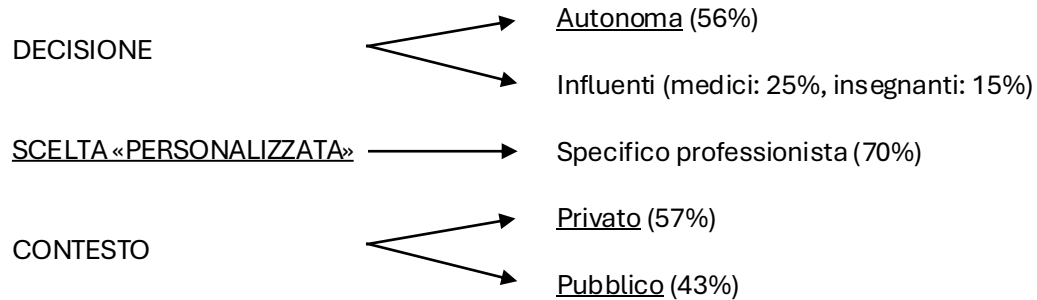 DECISIONE
Autonoma (56%)
Influenti (medici: 25%, insegnanti: 15%)
SCELTA «PERSONALIZZATA»
Specifico professionista (70%)
CONTESTO
Privato (57%)
Pubblico (43%)